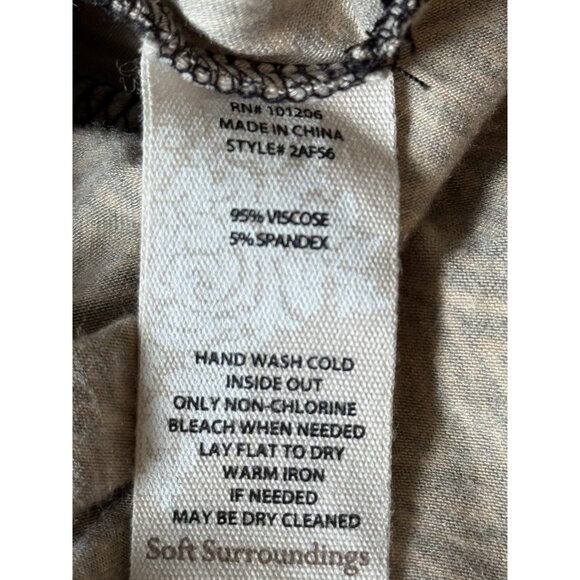 RN# 101206
MADE IN CHINA
STYLE# 2AF56
95% VISCOSE
5% SPANDEX
HAND WASH COLD
INSIDE OUT
ONLY NON-CHLORINE
BLEACH WHEN NEEDED
LAY FLAT TO DRY
WARM IRON
IF NEEDED
MAY BE DRY CLEANED
Soft Surroundings